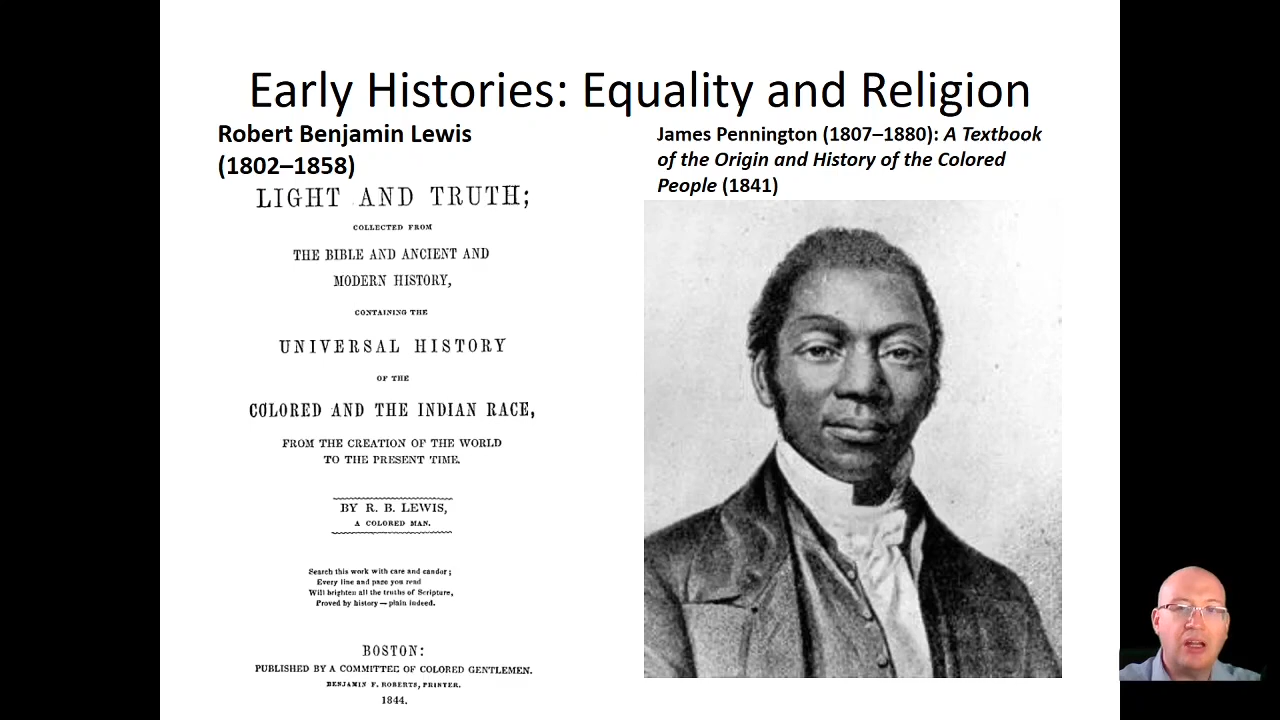 Early Histories: Equality and Religion
Robert Benjamin Lewis
(1802–1858)
LIGHT AND TRUTH;
COLLECTED FROM
THE BIBLE AND ANCIENT AND
MODERN HISTORY,
CONTAINING THE
UNIVERSAL HISTORY
OF THE
COLORED AND THE INDIAN RACE,
FROM THE CREATION OF THE WORLD
TO THE PRESENT TIME.
BY R. B. LEWIS,
A COLORED MAN.
Search this work with care and candor;
Every line and page you read
Will brighten all the truths of Scripture,
Proved by history — plain indeed.
BOSTON:
PUBLISHED BY A COMMITTEE OF COLORED GENTLEMEN.
BENJAMIN F. ROBERTS, PRINTER.
1844.
James Pennington (1807–1880): A Textbook
of the Origin and History of the Colored
People (1841)